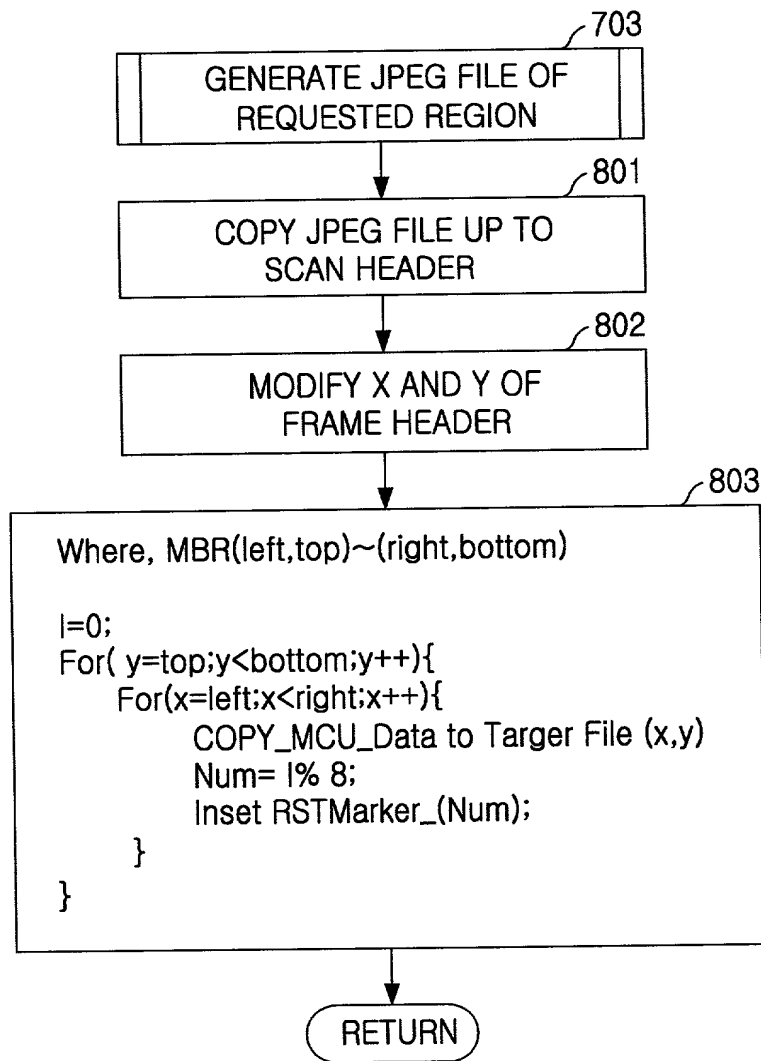 703
GENERATE JPEG FILE OF
REQUESTED REGION
801
COPY JPEG FILE UP TO
SCAN HEADER
802
MODIFY X AND Y OF
FRAME HEADER
803
Where, MBR(left,top)~(right,bottom)
I=0;
For( y=top;y<bottom;y++){
For(x=left;x<right;x++){
COPY_MCU_Data to Targer File (x,y)
Num= I% 8;
Inset RSTMarker_(Num);
}
}
RETURN